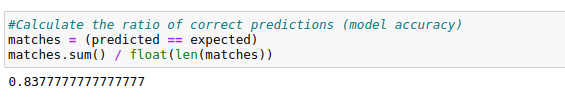 #Calculate the ratio of correct predictions (model accuracy)
matches = (predicted == expected)
matches.sum() / float(len(matches))
0.8377777777777777